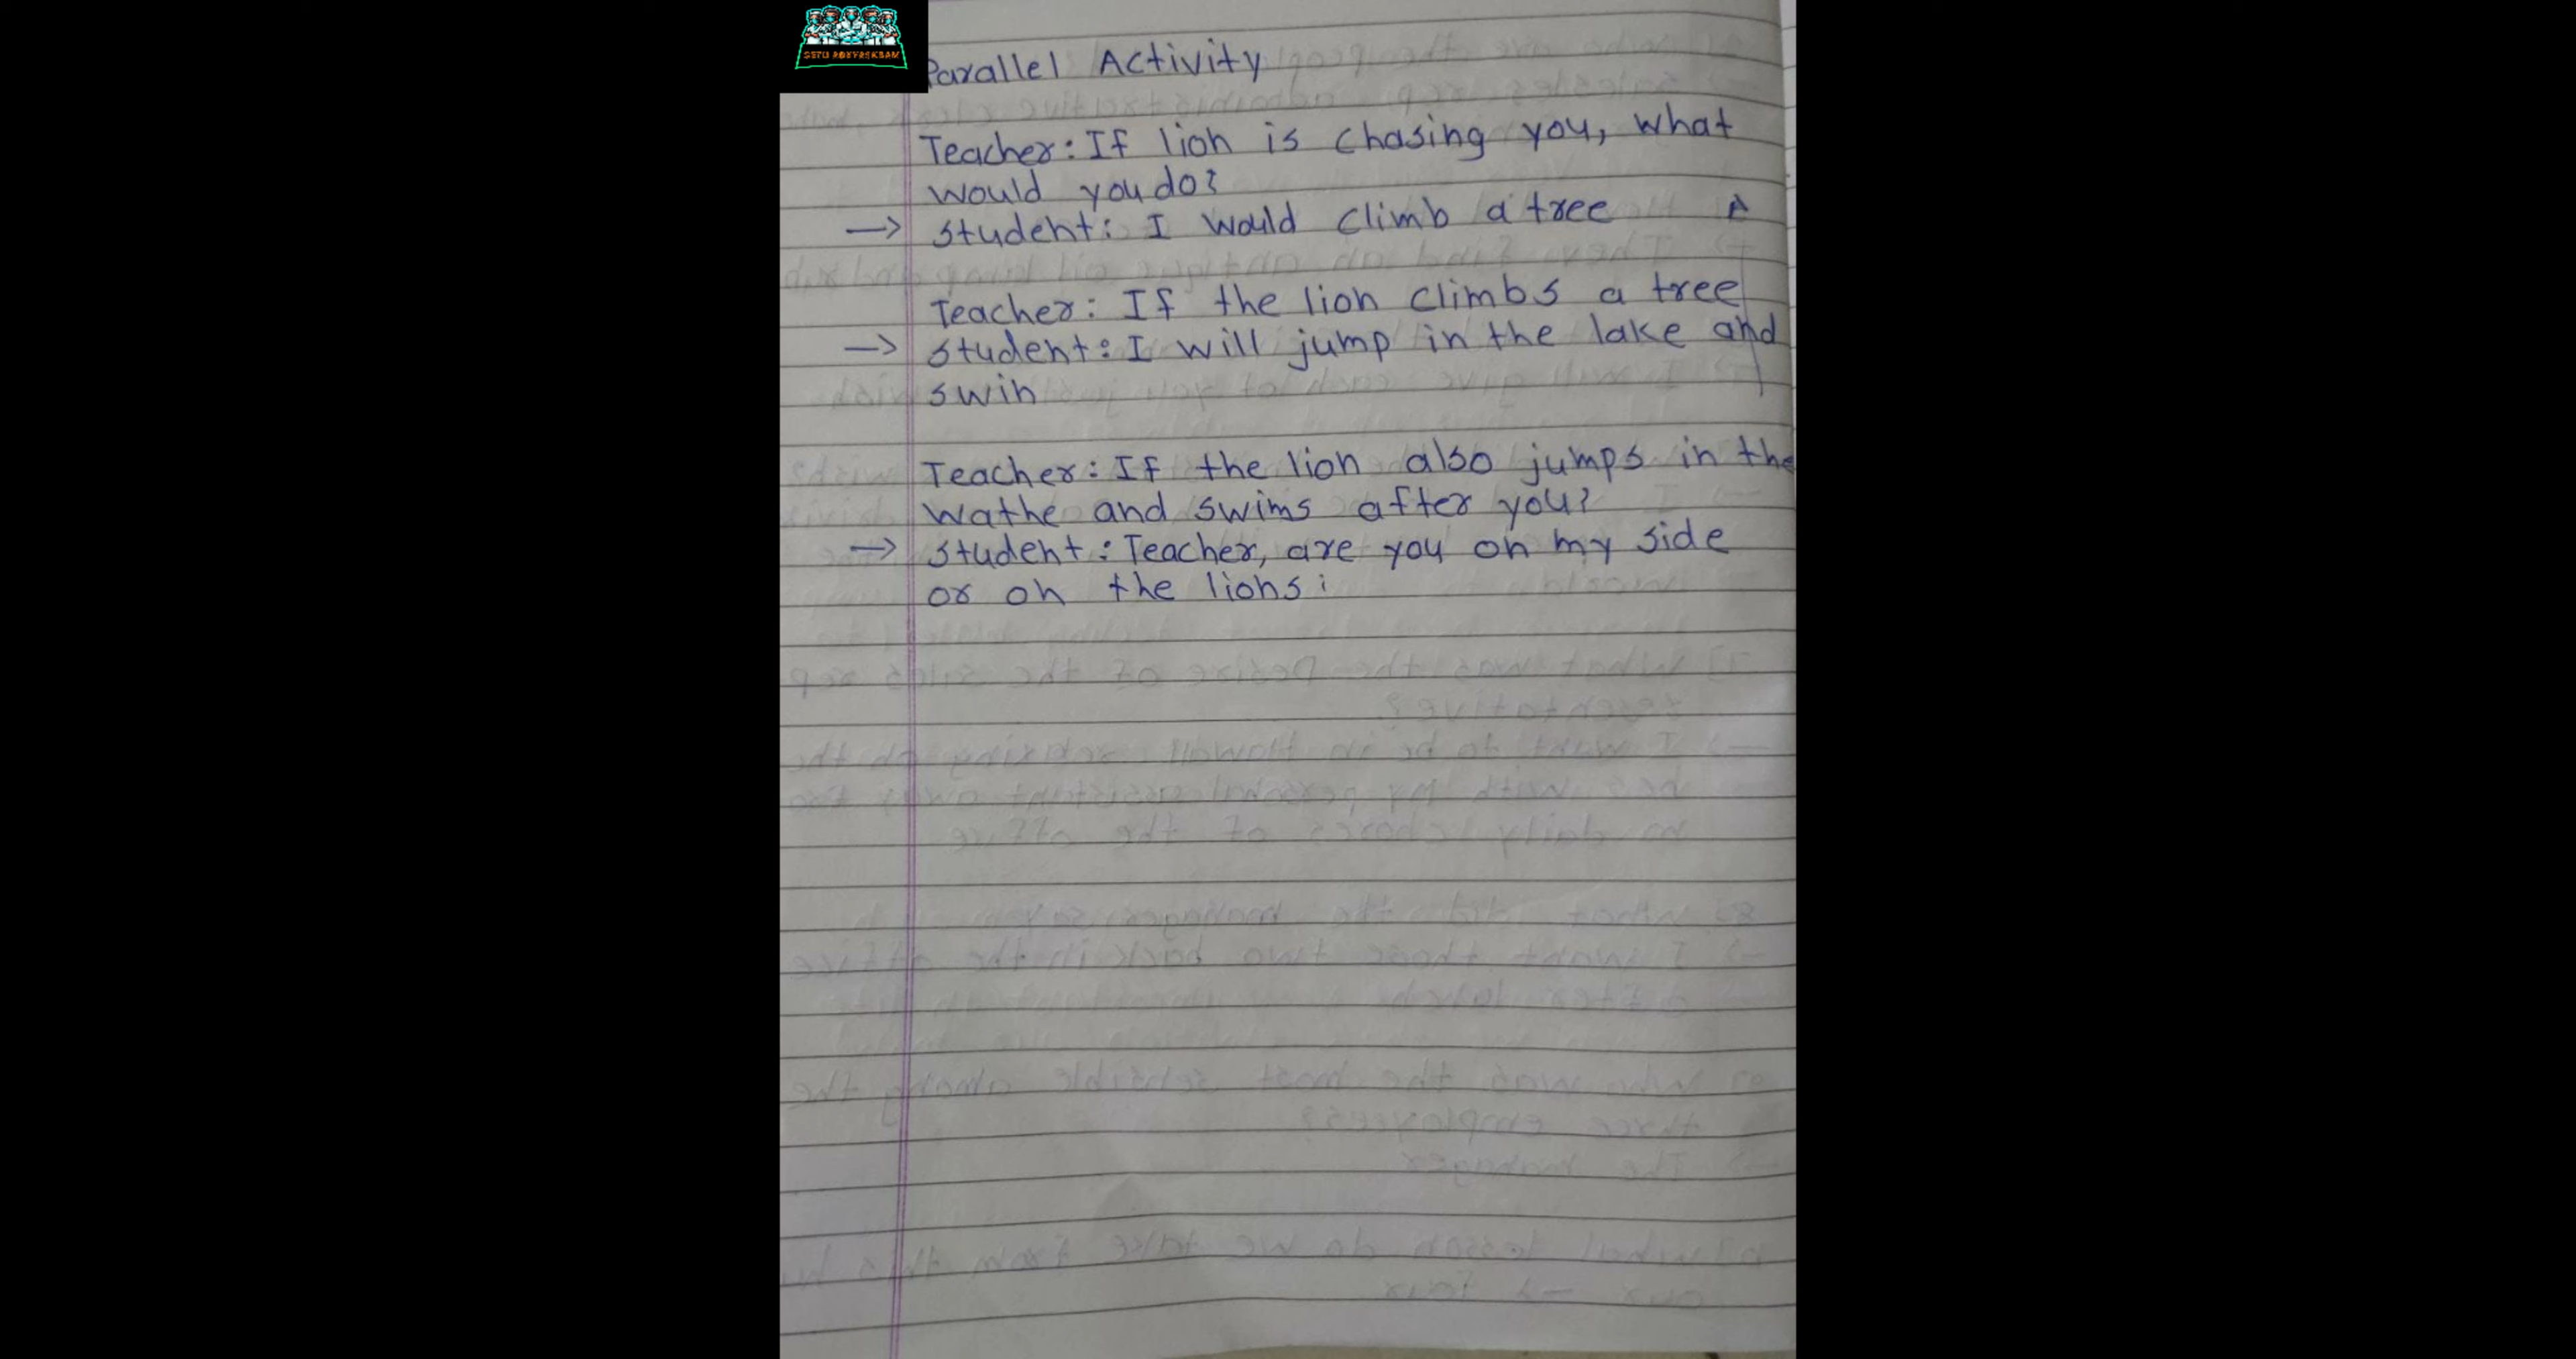 Parallel Activity
Teacher: If lion is chasing you, what
would you do?
→ Student: I would climb a tree
Teacher: If the lion climbs a tree
→ Student: I will jump in the lake and
swin
Teacher: If the lion also jumps in the
wathe and swims after you?
→ Student: Teacher, are you on my side
or on the lions: